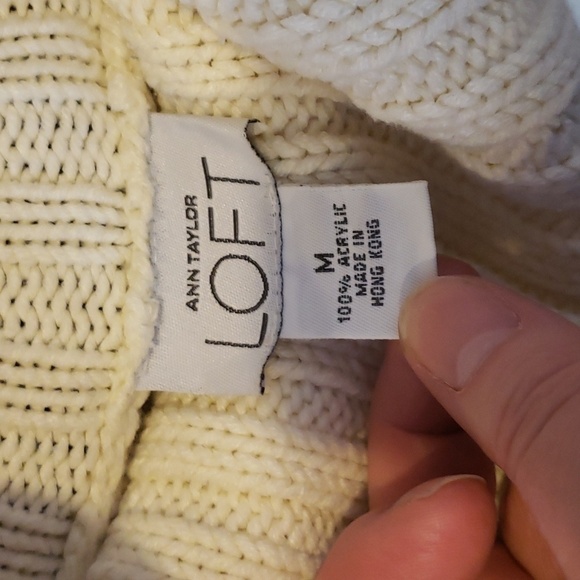 ANN TAYLOR
LOFT
M
100% ACRYLIC
MADE IN
HONG KONG